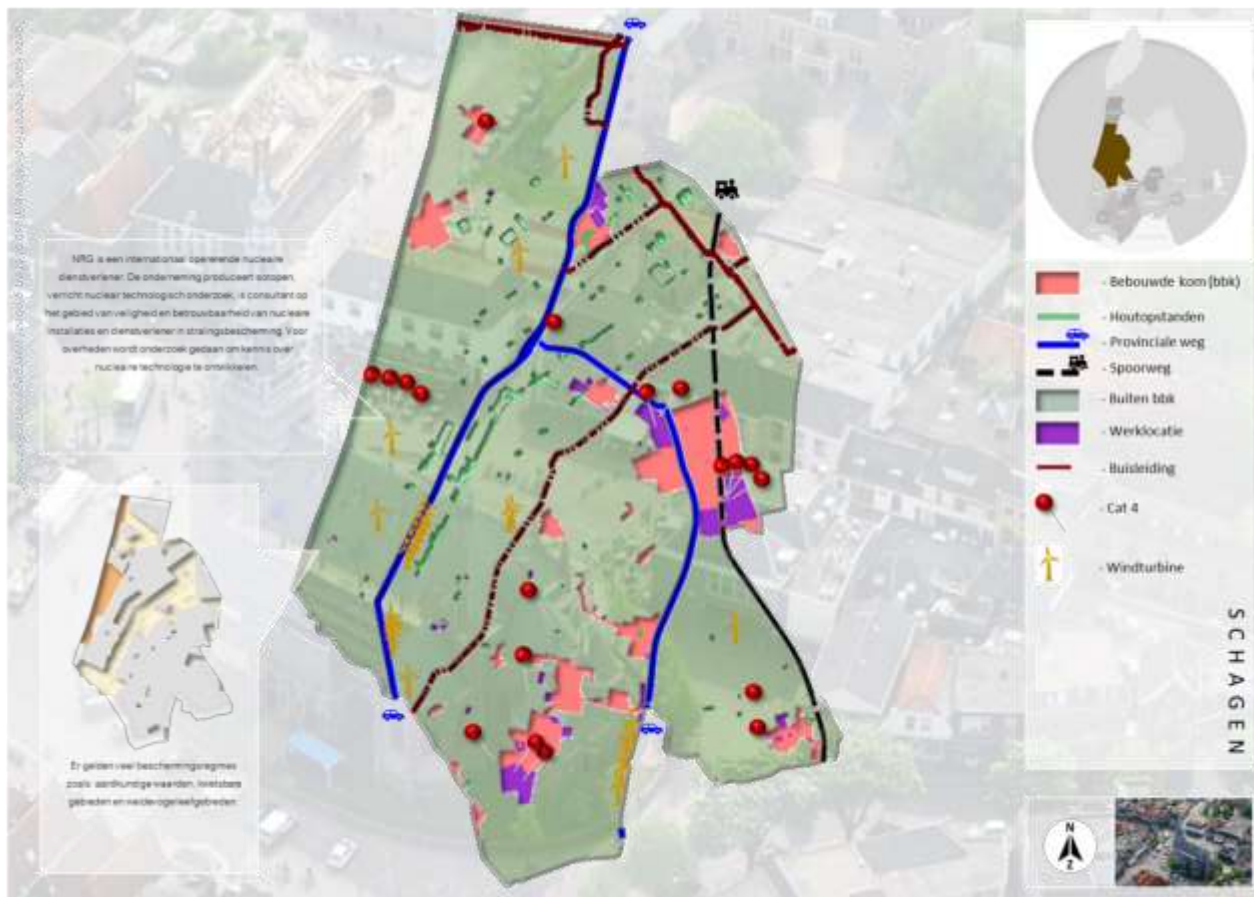 NRG is een internationaal opererende nucleaire
dienstverlener. De onderneming produceert isotopen,
verricht nucleair technologisch onderzoek, is consultant op
het gebied van veiligheid en betrouwbaarheid van nucleaire
installaties en dienstverlener in stralingsbescherming. Voor
overheden wordt onderzoek gedaan om kennis over
nucleaire technologie te ontwikkelen.
Er gelden veel beschermingsregimes
zoals: aardkundige waarden, kwetsbare
gebieden en weidevogelleefgebieden
- Bebouwde kom (bbk)
- Houtopstanden
- Provinciale weg
- Spoorweg
- Buiten bbk
- Werklocatie
- Buisleiding
- Cat 4
- Windturbine
SCHAGEN
N
Z